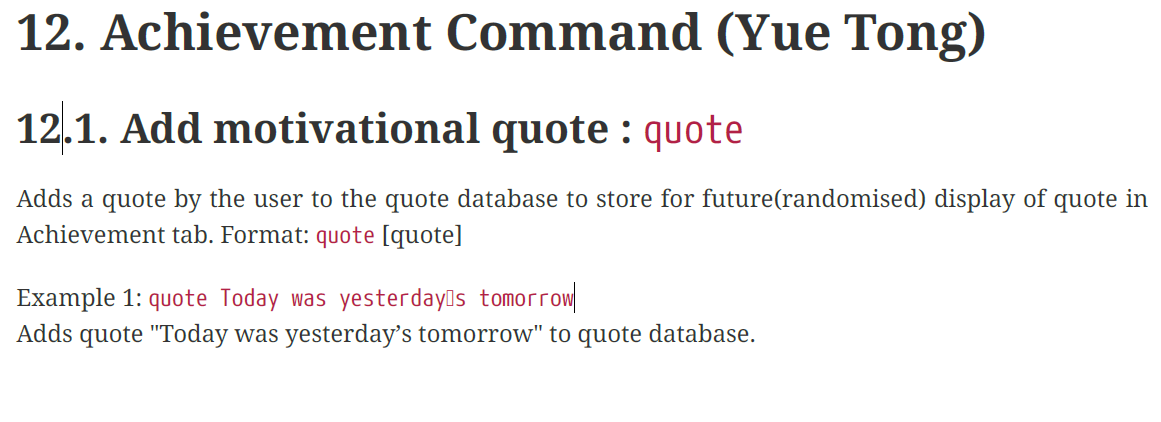 12. Achievement Command (Yue Tong)
12.1. Add motivational quote : quote
Adds a quote by the user to the quote database to store for future(randomised) display of quote in
Achievement tab. Format: quote [quote]
Example 1: quote Today was yesterday▯s tomorrow
Adds quote "Today was yesterday’s tomorrow" to quote database.